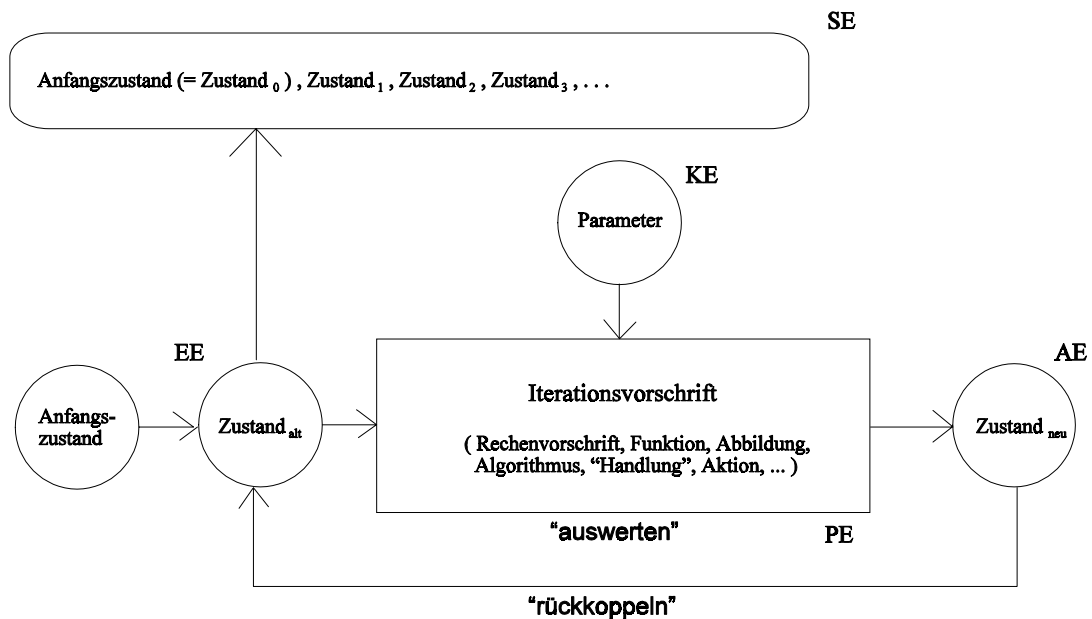 SE
Anfangszustand (= Zustand 0 ) , Zustand 1 , Zustand 2 , Zustand 3 , . . .
KE
Parameter
EE
AE
Anfangs-
zustand
Zustand alt
Iterationsvorschrift
( Rechenvorschrift, Funktion, Abbildung,
Algorithmus, “Handlung”, Aktion, ... )
Zustand neu
“auswerten”
PE
“rückkoppeln”